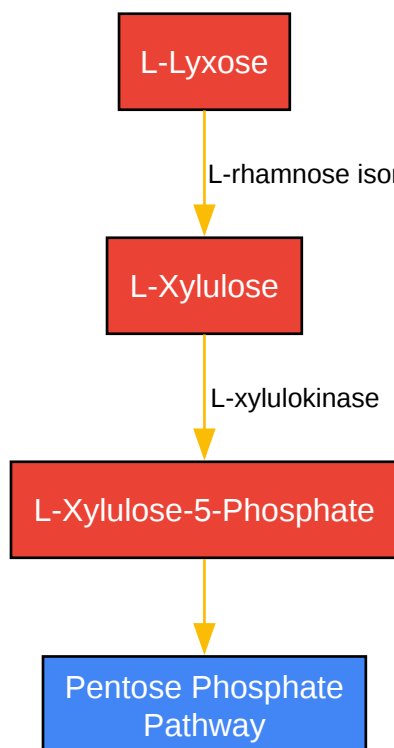 L-Lyxose
L-rhamnose isor
L-Xylulose
L-xylulokinase
L-Xylulose-5-Phosphate
Pentose Phosphate
Pathway